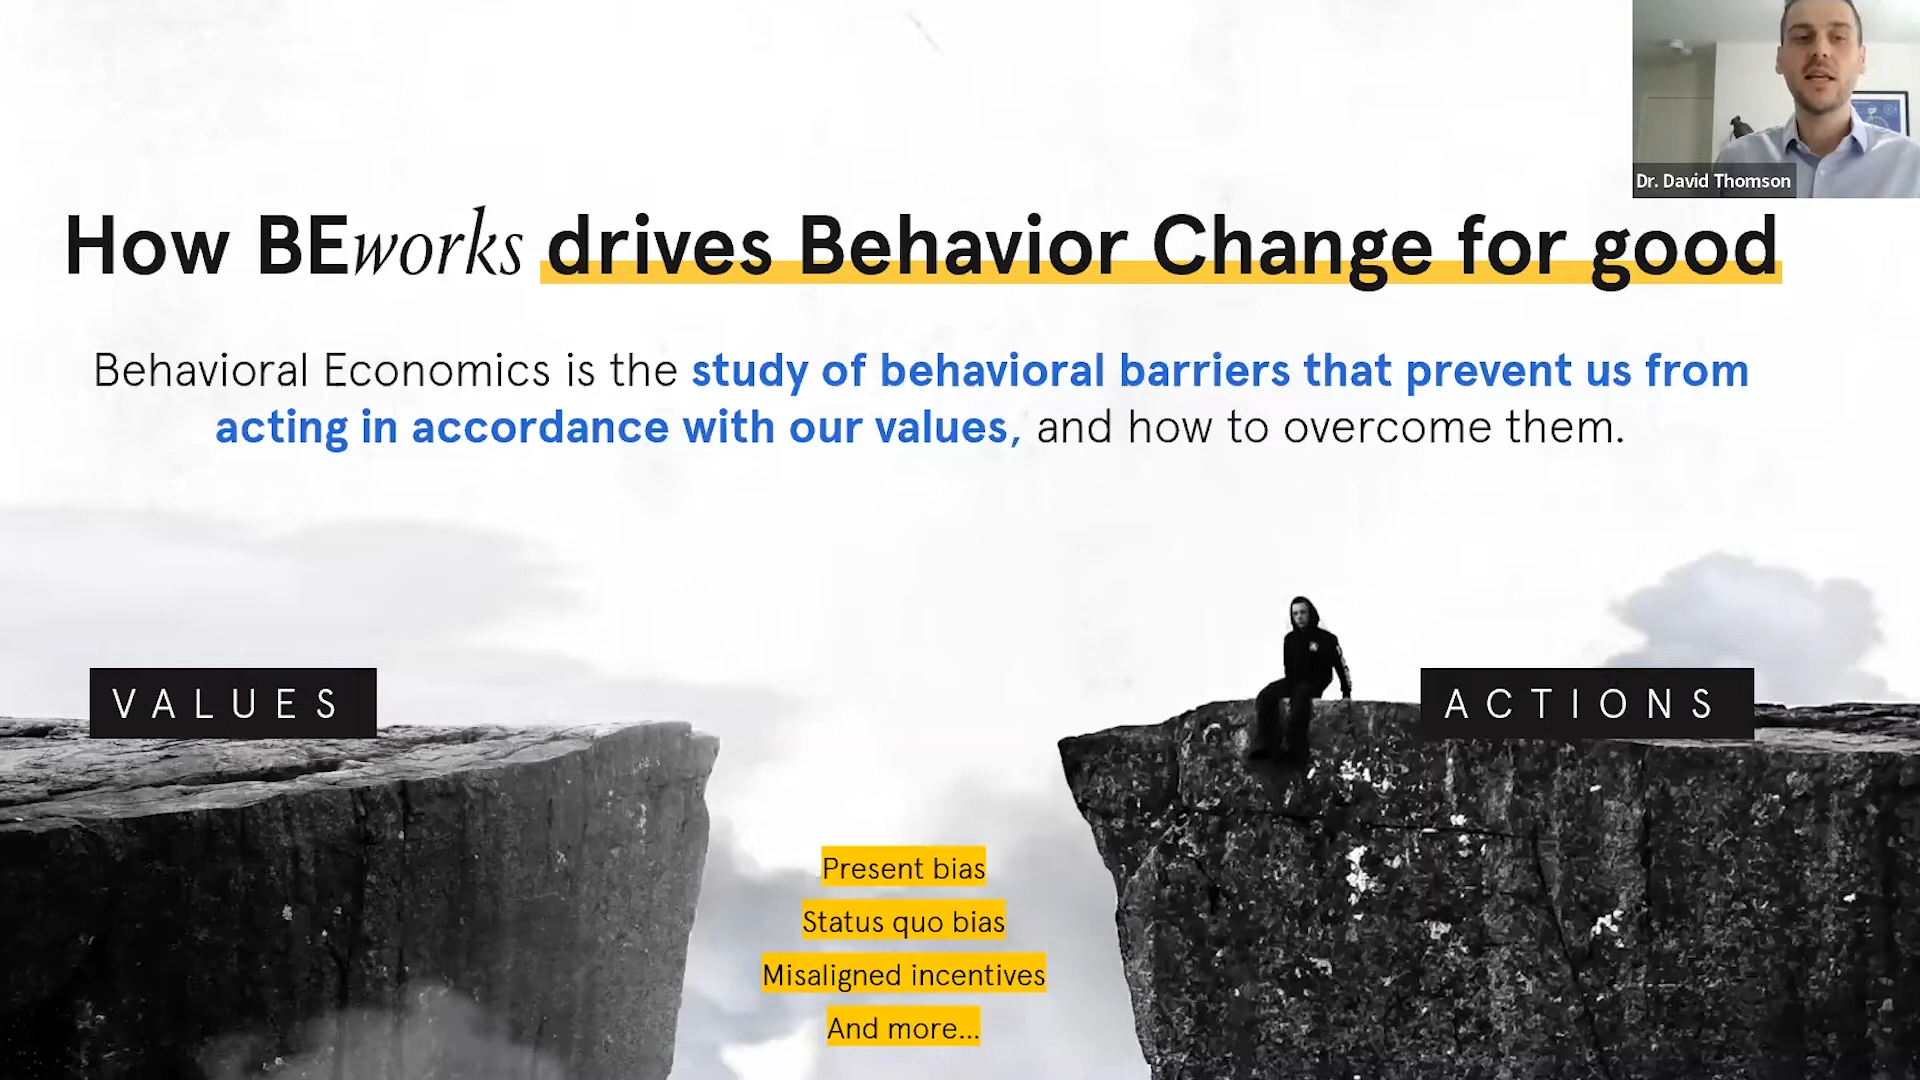 Dr. David Thomson
How BEworks drives Behavior Change for good
Behavioral Economics is the study of behavioral barriers that prevent us from
acting in accordance with our values, and how to overcome them.
VALUES
ACTIONS
Present bias
Status quo bias
Misaligned incentives
And more...